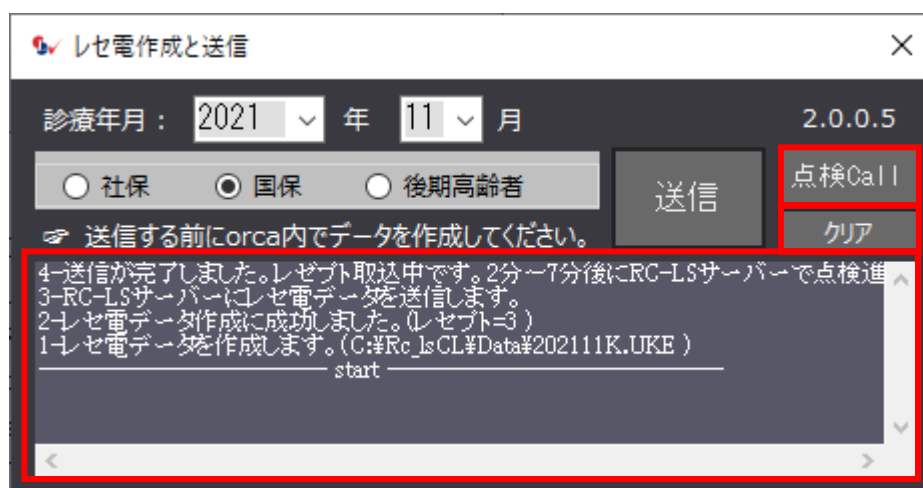 レセ電作成と送信
診療年月： 2021 年 11 月 2.0.0.5
社保 国保 後期高齢者 送信 点検Call
☞ 送信する前にorca内でデータを作成してください。 クリア
4-送信が完了しました。レセプト取込中です。2分～7分後にRC-LSサーバーで点検進
3-RC-LSサーバーにレセ電データを送信します。
2-レセ電データ作成に成功しました。(レセプト=3 )
1-レセ電データを作成します。(C:¥Rc_lsCL¥Data¥202111K.UKE )
start